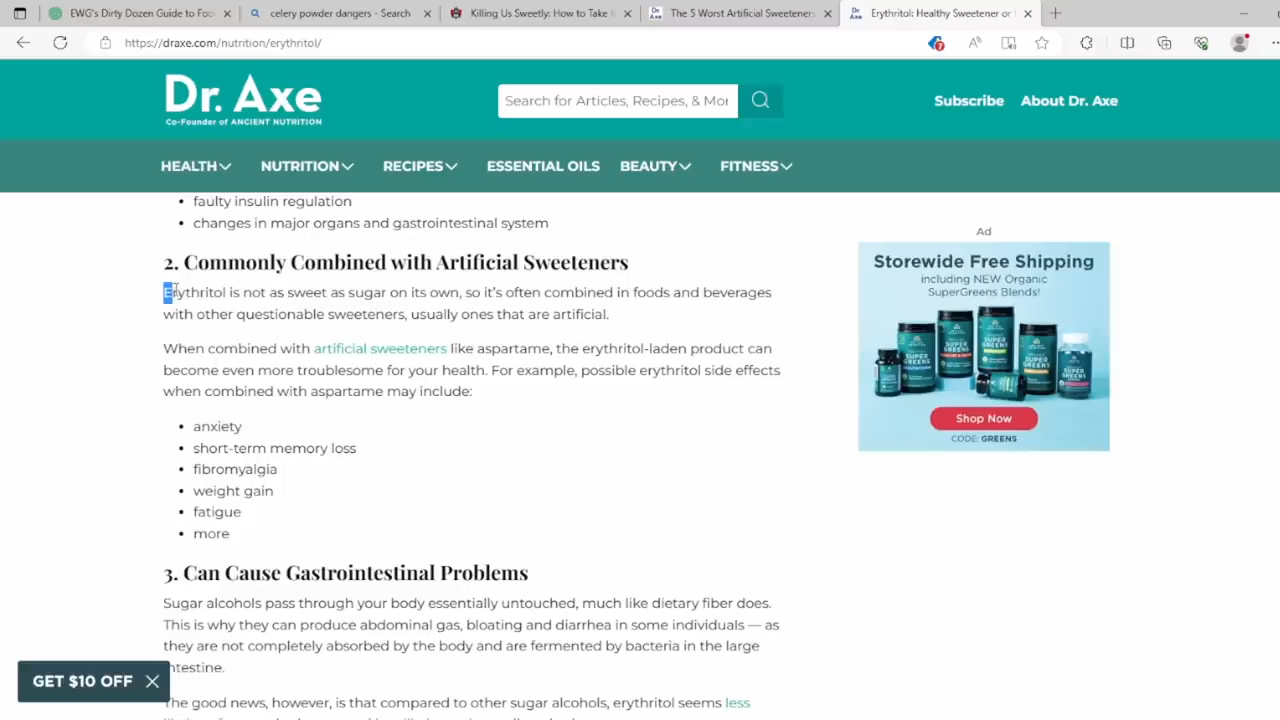 EWG's Dirty Dozen Guide to Foo
celery powder dangers - Search
Killing Us Sweetly: How to Take
The 5 Worst Artificial Sweeteners
Erythritol: Healthy Sweetener or
https://draxe.com/nutrition/erythritol/
Dr. Axe
Co-Founder of ANCIENT NUTRITION
Search for Articles, Recipes, & Mor
Subscribe
About Dr. Axe
HEALTH
NUTRITION
RECIPES
ESSENTIAL OILS
BEAUTY
FITNESS
• faulty insulin regulation
• changes in major organs and gastrointestinal system
2. Commonly Combined with Artificial Sweeteners
Erythritol is not as sweet as sugar on its own, so it's often combined in foods and beverages
with other questionable sweeteners, usually ones that are artificial.
When combined with artificial sweeteners like aspartame, the erythritol-laden product can
become even more troublesome for your health. For example, possible erythritol side effects
when combined with aspartame may include:
• anxiety
• short-term memory loss
• fibromyalgia
• weight gain
• fatigue
• more
3. Can Cause Gastrointestinal Problems
Sugar alcohols pass through your body essentially untouched, much like dietary fiber does.
This is why they can produce abdominal gas, bloating and diarrhea in some individuals — as
they are not completely absorbed by the body and are fermented by bacteria in the large
intestine.
The good news, however, is that compared to other sugar alcohols, erythritol seems less
GET $10 OFF
Ad
Storewide Free Shipping
including NEW Organic
SuperGreens Blends!
SUPER GREENS
SUPER GREENS
SUPER GREENS
SUPER GREENS
SUPER GREENS
Shop Now
CODE: GREENS